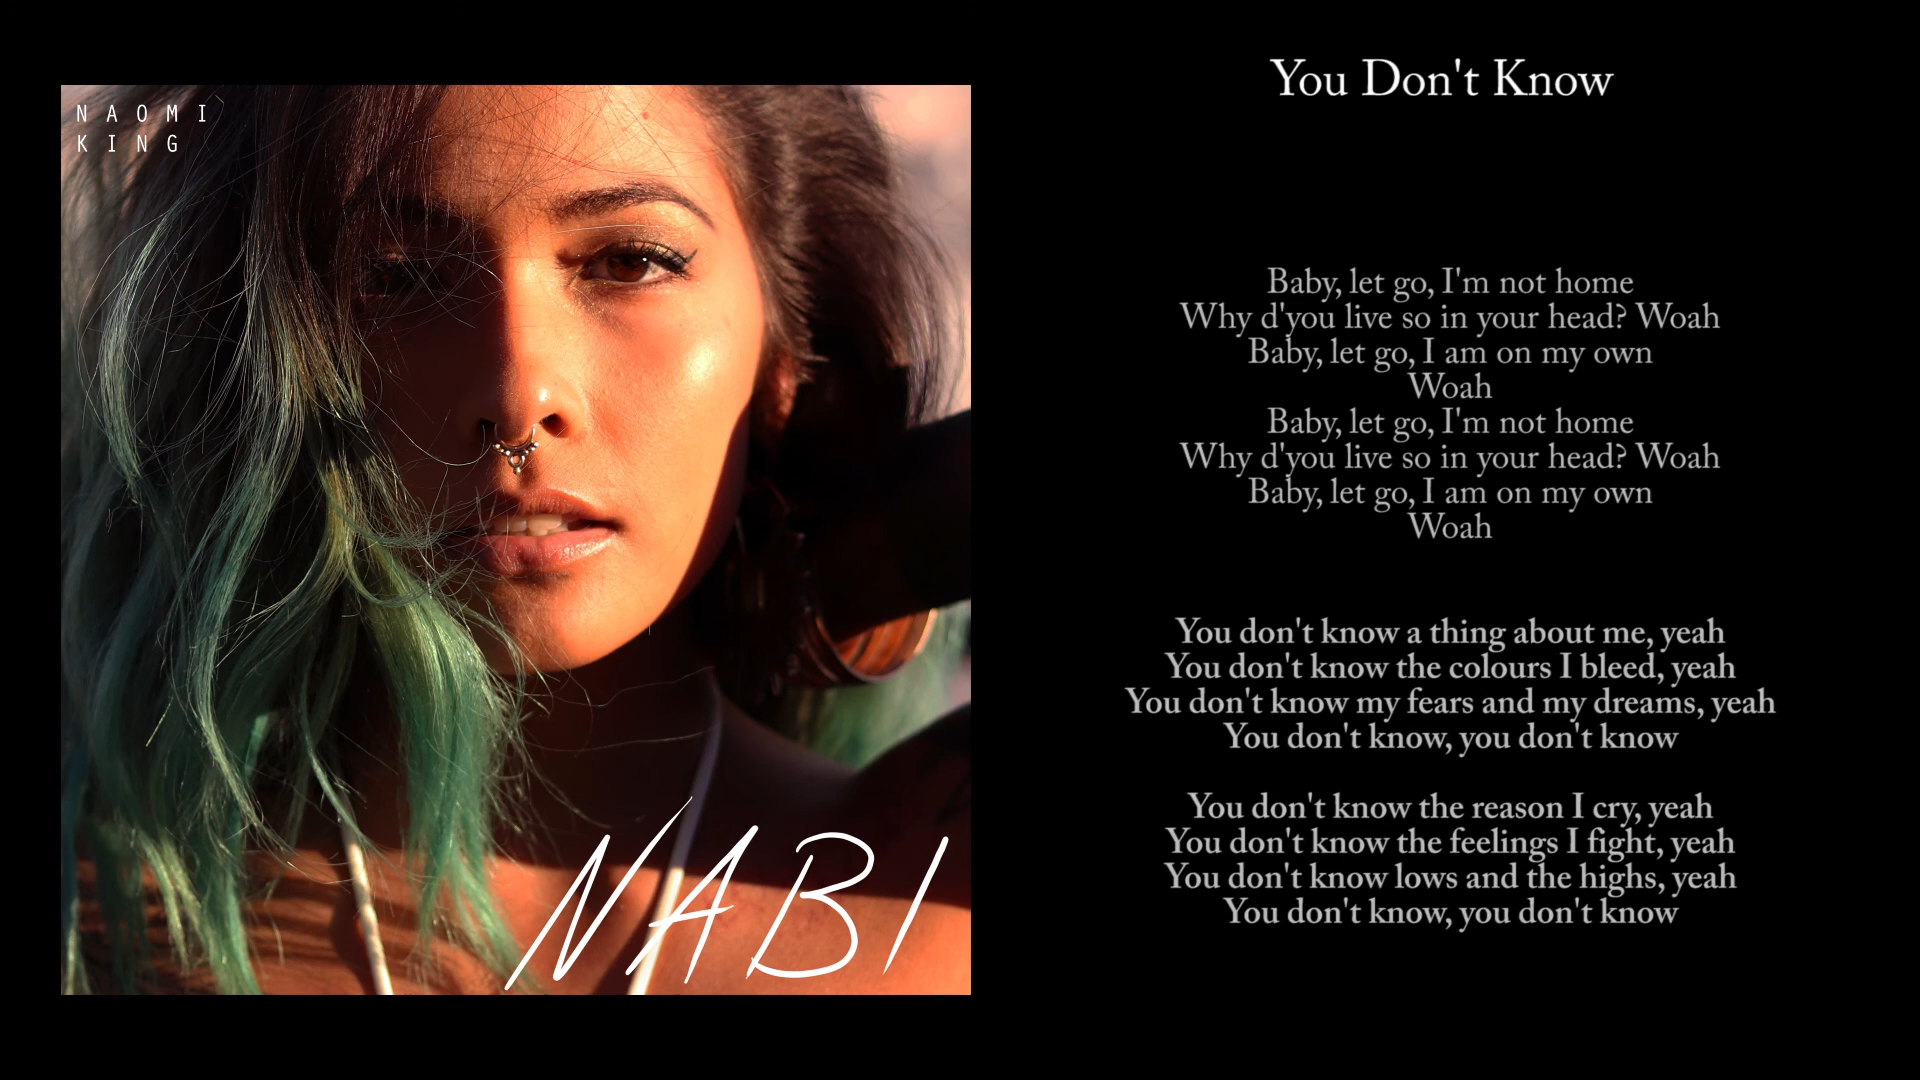 NAOMI
KING
NABI
You Don't Know
Baby, let go, I'm not home
Why d'you live so in your head? Woah
Baby, let go, I am on my own
Woah
Baby, let go, I'm not home
Why d'you live so in your head? Woah
Baby, let go, I am on my own
Woah
You don't know a thing about me, yeah
You don't know the colours I bleed, yeah
You don't know my fears and my dreams, yeah
You don't know, you don't know
You don't know the reason I cry, yeah
You don't know the feelings I fight, yeah
You don't know lows and the highs, yeah
You don't know, you don't know